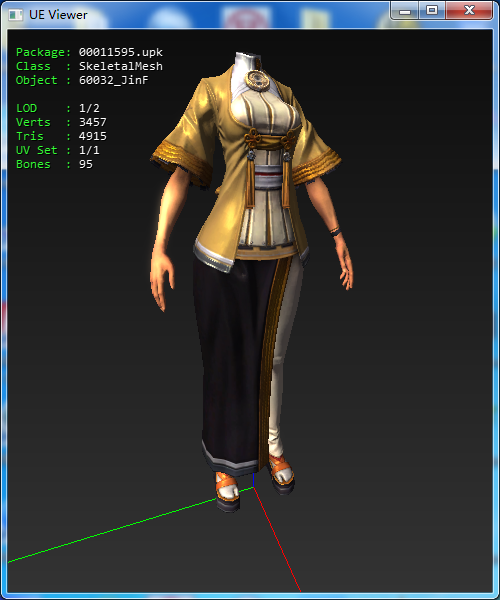 UE Viewer
Package: 00011595.upk
Class : SkeletalMesh
Object : 60032_JinF
LOD : 1/2
Verts : 3457
Tris : 4915
UV Set : 1/1
Bones : 95